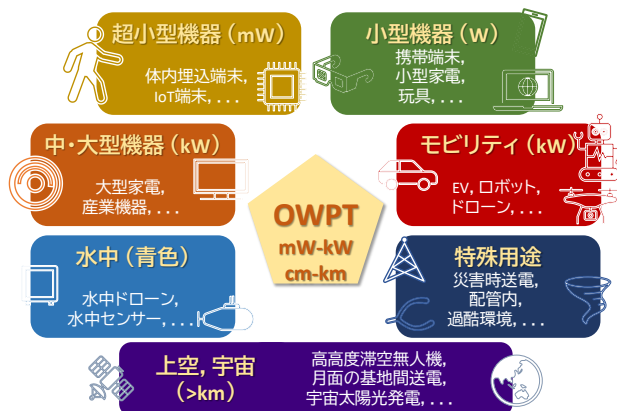 超小型機器（mW）
体内埋込端末,
IoT端末, . . .
小型機器（W）
携帯端末,
小型家電,
玩具, . . .
中・大型機器（kW）
大型家電,
産業機器, . . .
モビリティ（kW）
EV, ロボット,
ドローン, . . .
OWPT
mW-kW
cm-km
水中（青色）
水中ドローン,
水中センサー, . . .
特殊用途
災害時送電,
配管内,
過酷環境, . . .
上空, 宇宙
（>km）
高高度滞空無人機,
月面の基地間送電,
宇宙太陽光発電, . . .